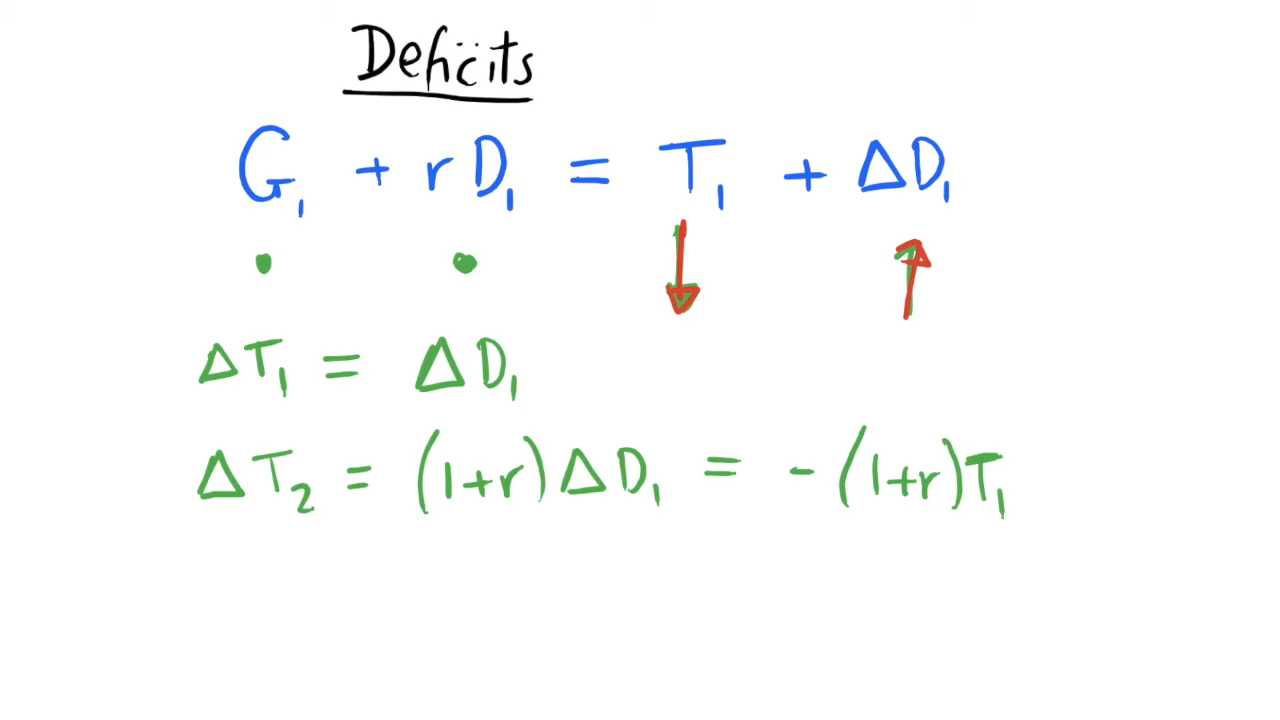 Deficits
G₁ + rD₁ = T₁ + ΔD₁
ΔT₁ = ΔD₁
ΔT₂ = (1+r)ΔD₁ = -(1+r)T₁